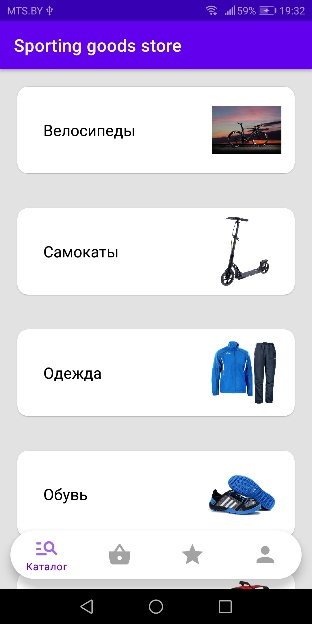 MTS.BY 59% 19:32
Sporting goods store
Велосипеды
Самокаты
Одежда
Обувь
Каталог